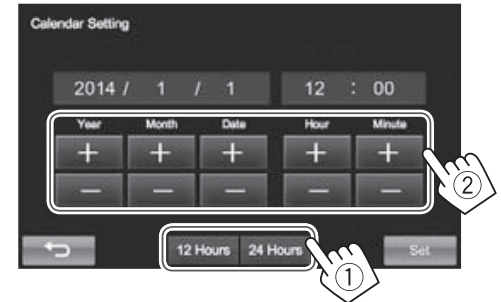 Calendar Setting
2014 / 1 / 1 12 : 00
Year Month Date Hour Minute
+ + + + +
− − − − −
②
12 Hours 24 Hours Set
①